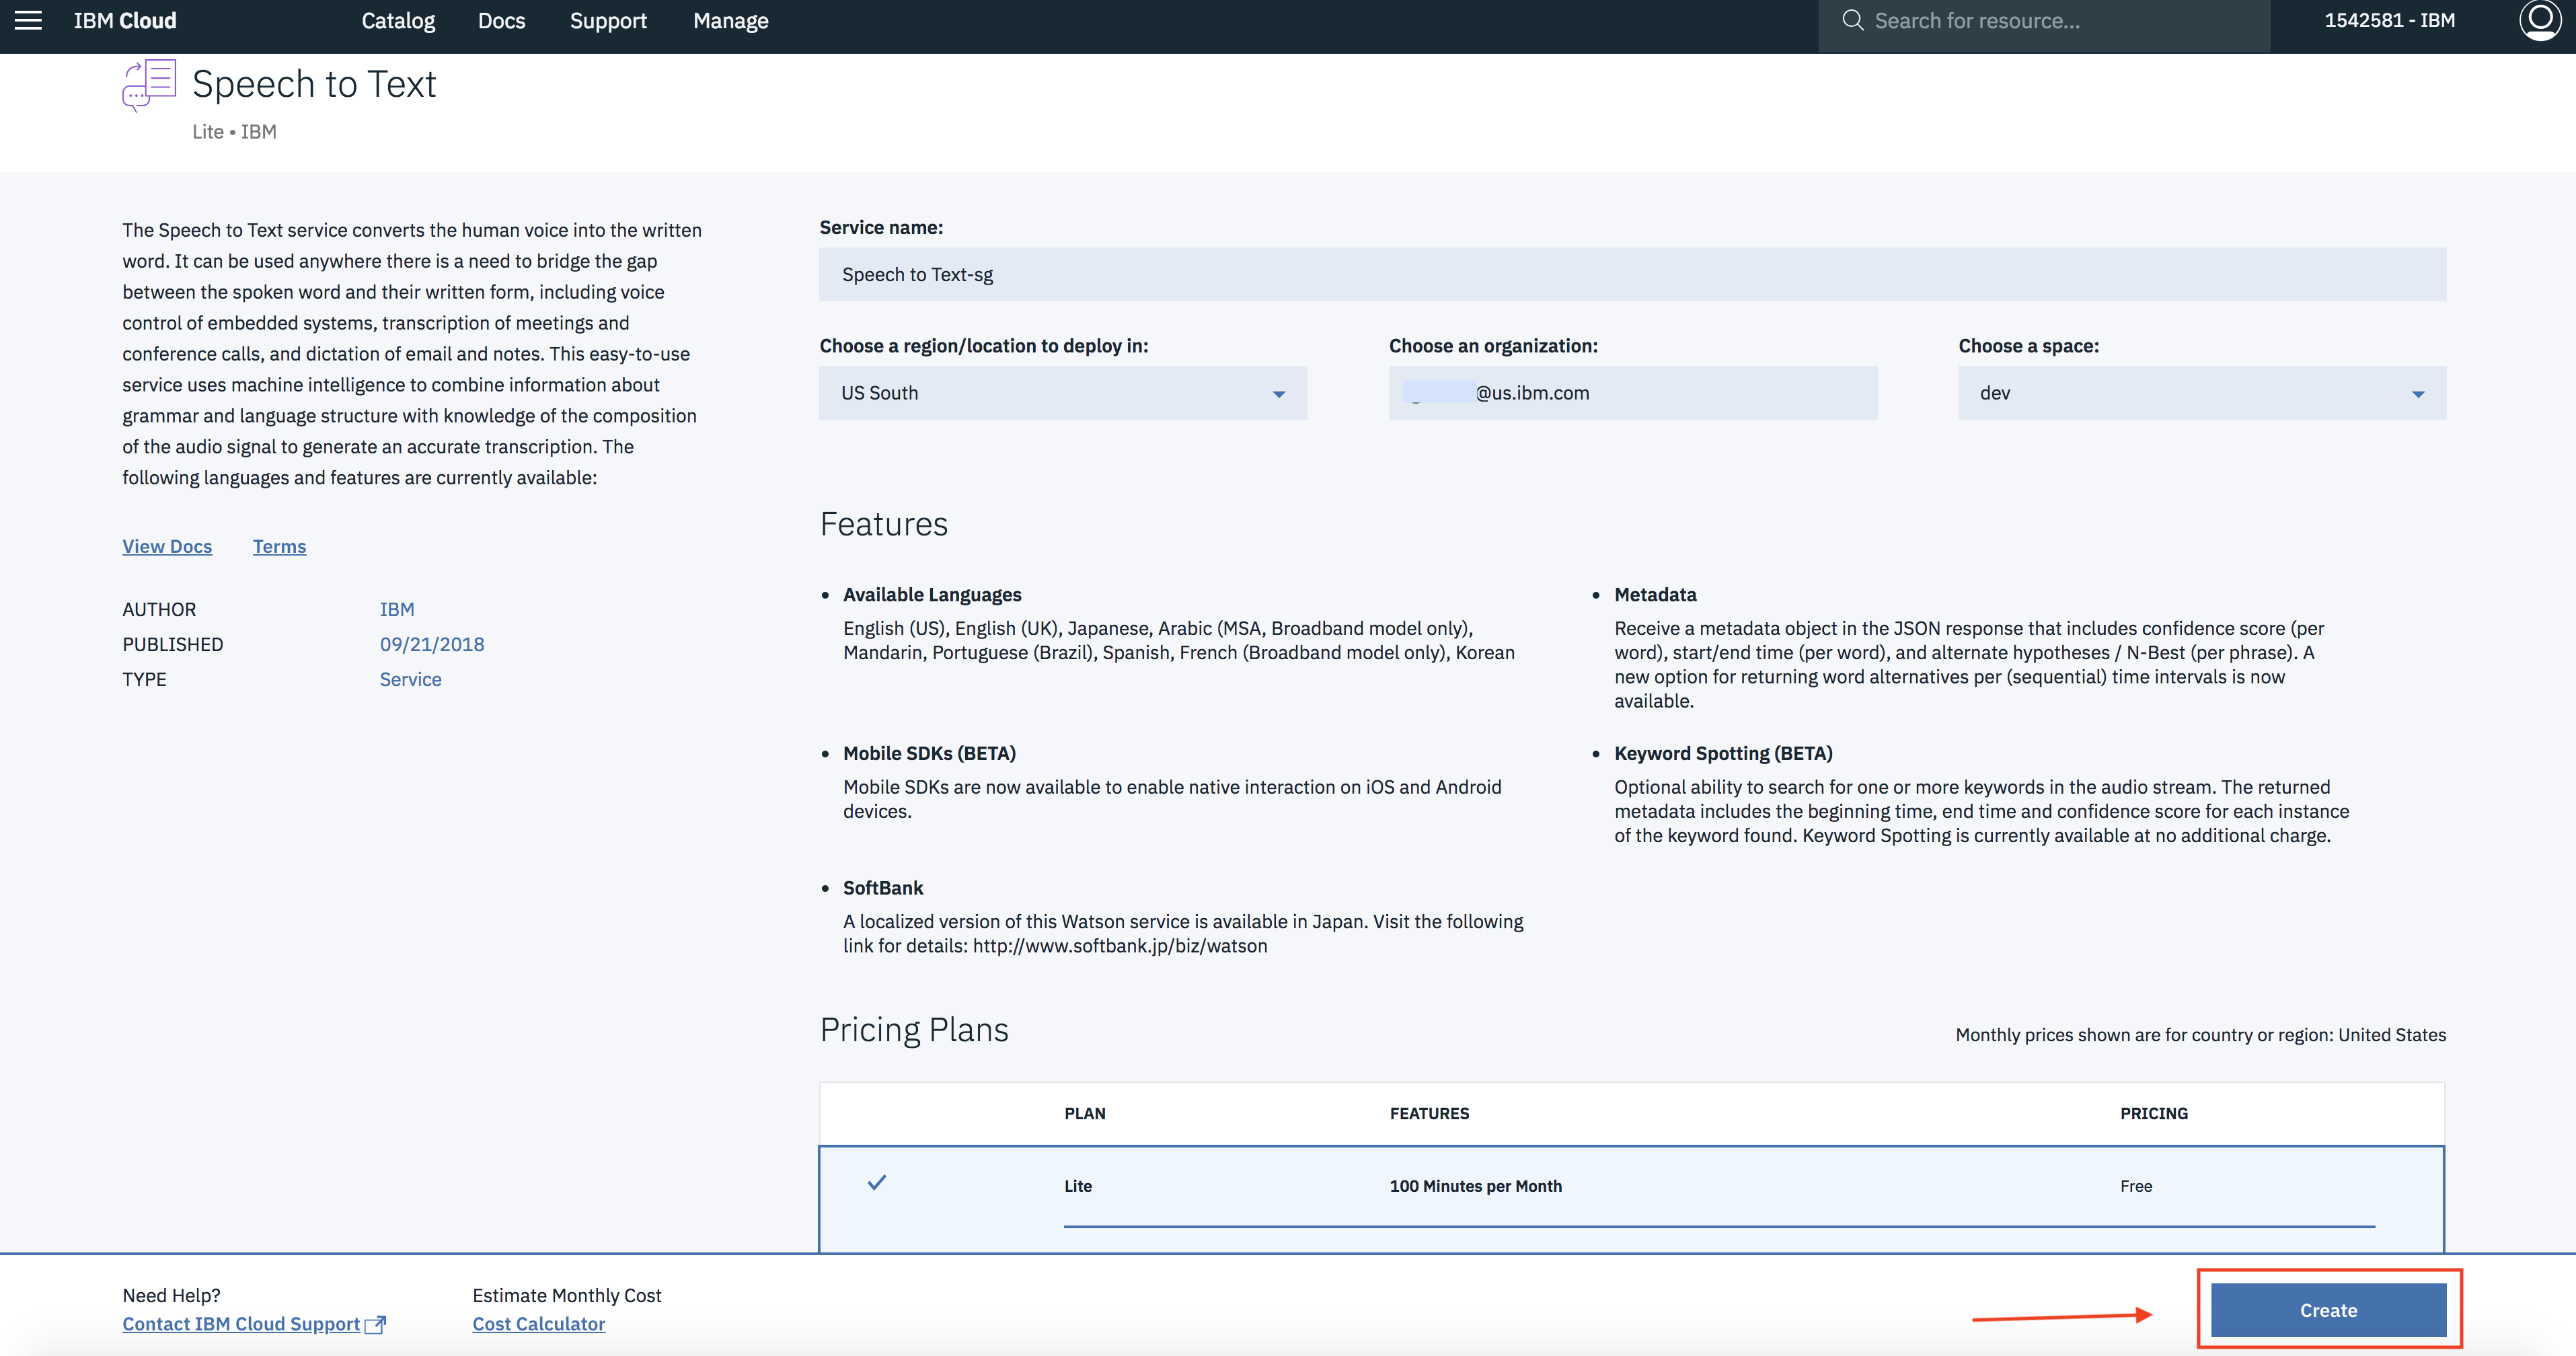 IBM Cloud
Catalog
Docs
Support
Manage
Search for resource...
1542581 - IBM
Speech to Text
Lite • IBM
The Speech to Text service converts the human voice into the written
word. It can be used anywhere there is a need to bridge the gap
between the spoken word and their written form, including voice
control of embedded systems, transcription of meetings and
conference calls, and dictation of email and notes. This easy-to-use
service uses machine intelligence to combine information about
grammar and language structure with knowledge of the composition
of the audio signal to generate an accurate transcription. The
following languages and features are currently available:
View Docs
Terms
AUTHOR IBM
PUBLISHED 09/21/2018
TYPE Service
Service name:
Speech to Text-sg
Choose a region/location to deploy in:
US South
Choose an organization:
@us.ibm.com
Choose a space:
dev
Features
• Available Languages
English (US), English (UK), Japanese, Arabic (MSA, Broadband model only),
Mandarin, Portuguese (Brazil), Spanish, French (Broadband model only), Korean
• Metadata
Receive a metadata object in the JSON response that includes confidence score (per
word), start/end time (per word), and alternate hypotheses / N-Best (per phrase). A
new option for returning word alternatives per (sequential) time intervals is now
available.
• Mobile SDKs (BETA)
Mobile SDKs are now available to enable native interaction on iOS and Android
devices.
• Keyword Spotting (BETA)
Optional ability to search for one or more keywords in the audio stream. The returned
metadata includes the beginning time, end time and confidence score for each instance
of the keyword found. Keyword Spotting is currently available at no additional charge.
• SoftBank
A localized version of this Watson service is available in Japan. Visit the following
link for details: http://www.softbank.jp/biz/watson
Pricing Plans
Monthly prices shown are for country or region: United States
PLAN FEATURES PRICING
Lite 100 Minutes per Month Free
Need Help?
Contact IBM Cloud Support
Estimate Monthly Cost
Cost Calculator
Create